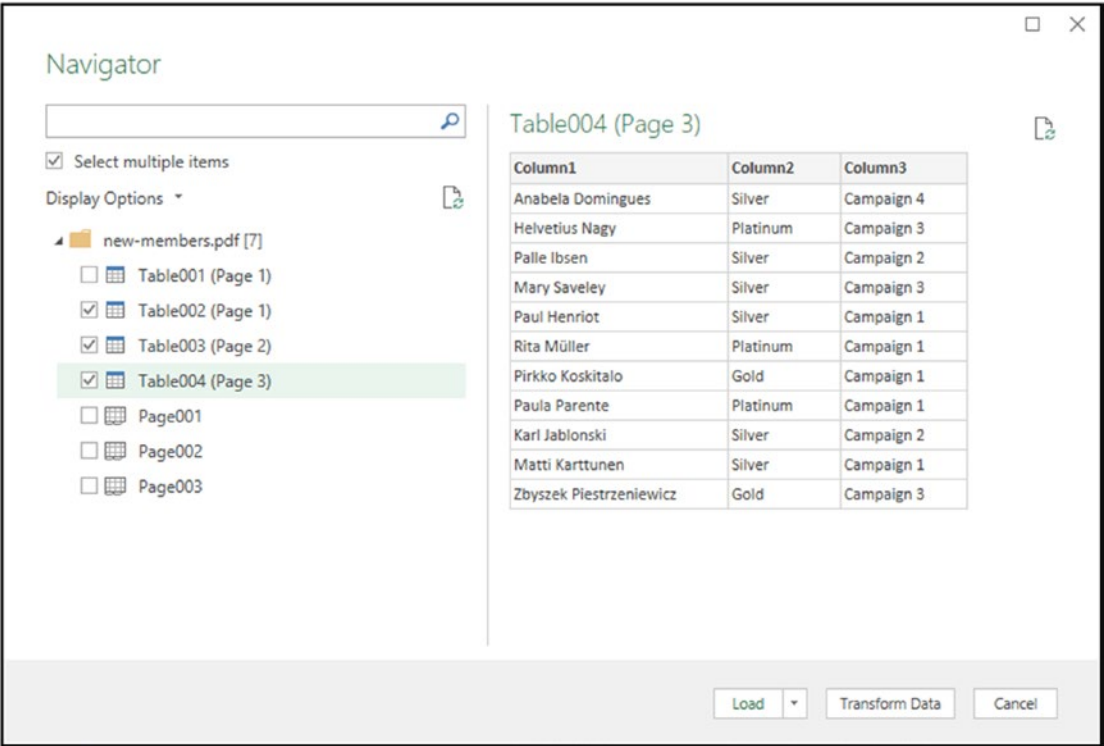 Navigator
Select multiple items
Display Options
new-members.pdf [7]
Table001 (Page 1)
Table002 (Page 1)
Table003 (Page 2)
Table004 (Page 3)
Page001
Page002
Page003
Table004 (Page 3)
Column1 Column2 Column3
Anabela Domingues Silver Campaign 4
Helvetius Nagy Platinum Campaign 3
Palle Ibsen Silver Campaign 2
Mary Saveley Silver Campaign 3
Paul Henriot Silver Campaign 1
Rita Müller Platinum Campaign 1
Pirkko Koskitalo Gold Campaign 1
Paula Parente Platinum Campaign 1
Karl Jablonski Silver Campaign 2
Matti Karttunen Silver Campaign 1
Zbyszek Piestrzeniewicz Gold Campaign 3
Load Transform Data Cancel